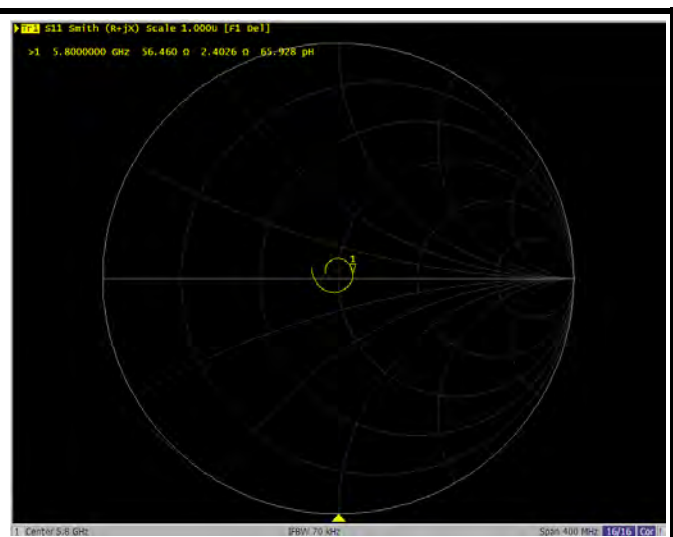 Tr1 S11 Smith (R+jX) Scale 1.000U [F1 Del]
>1 5.8000000 GHz 56.460 Ω 2.4026 Ω 65.928 pH
1
1 Center 5.8 GHz IFBW 70 kHz Span 400 MHz 16/16 Cor !